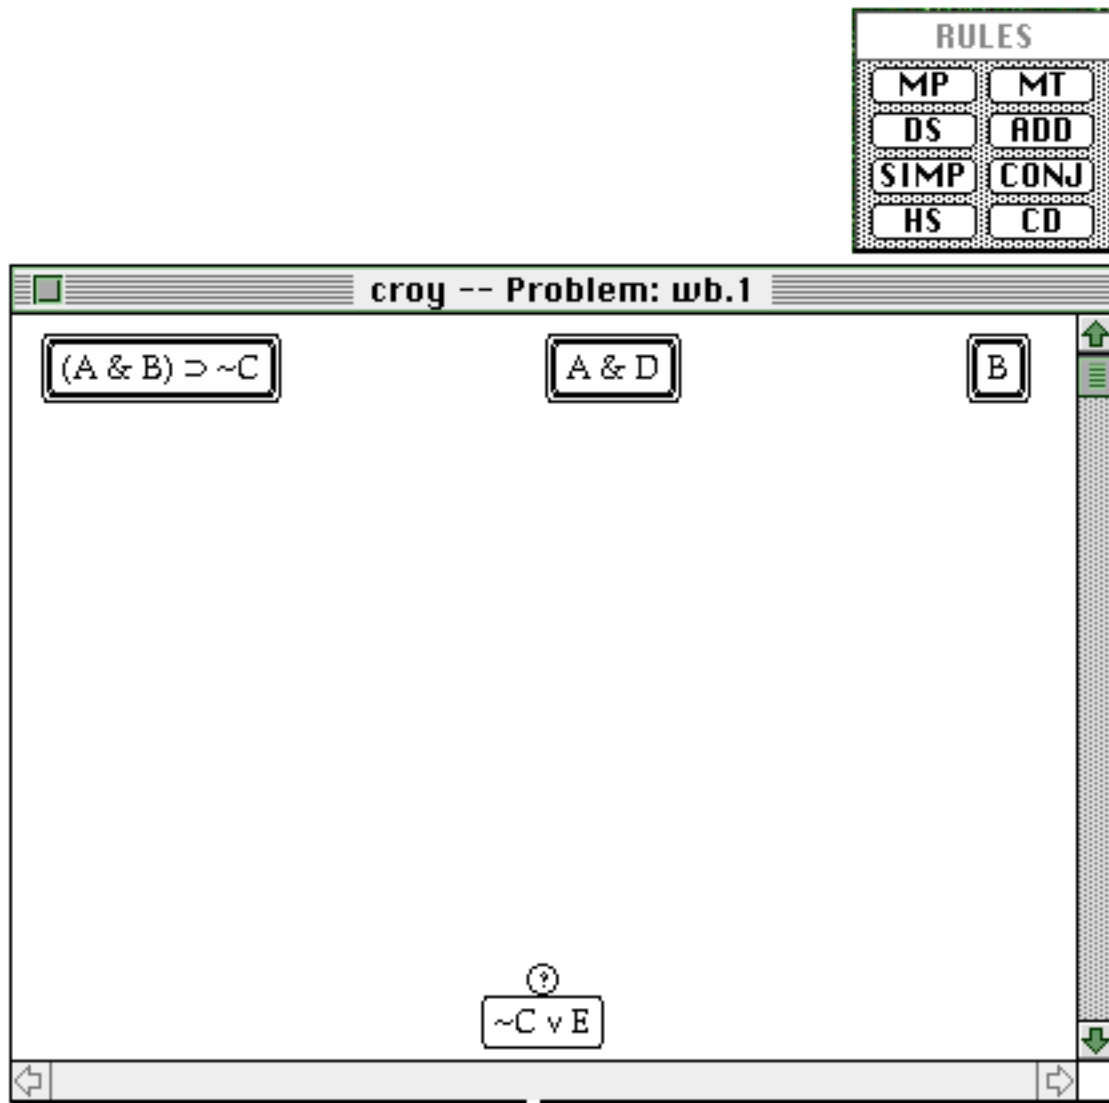 RULES
MP MT
DS ADD
SIMP CONJ
HS CD
croy -- Problem: wb.1
(A & B) ⊃ ~C A & D B
?
~C v E